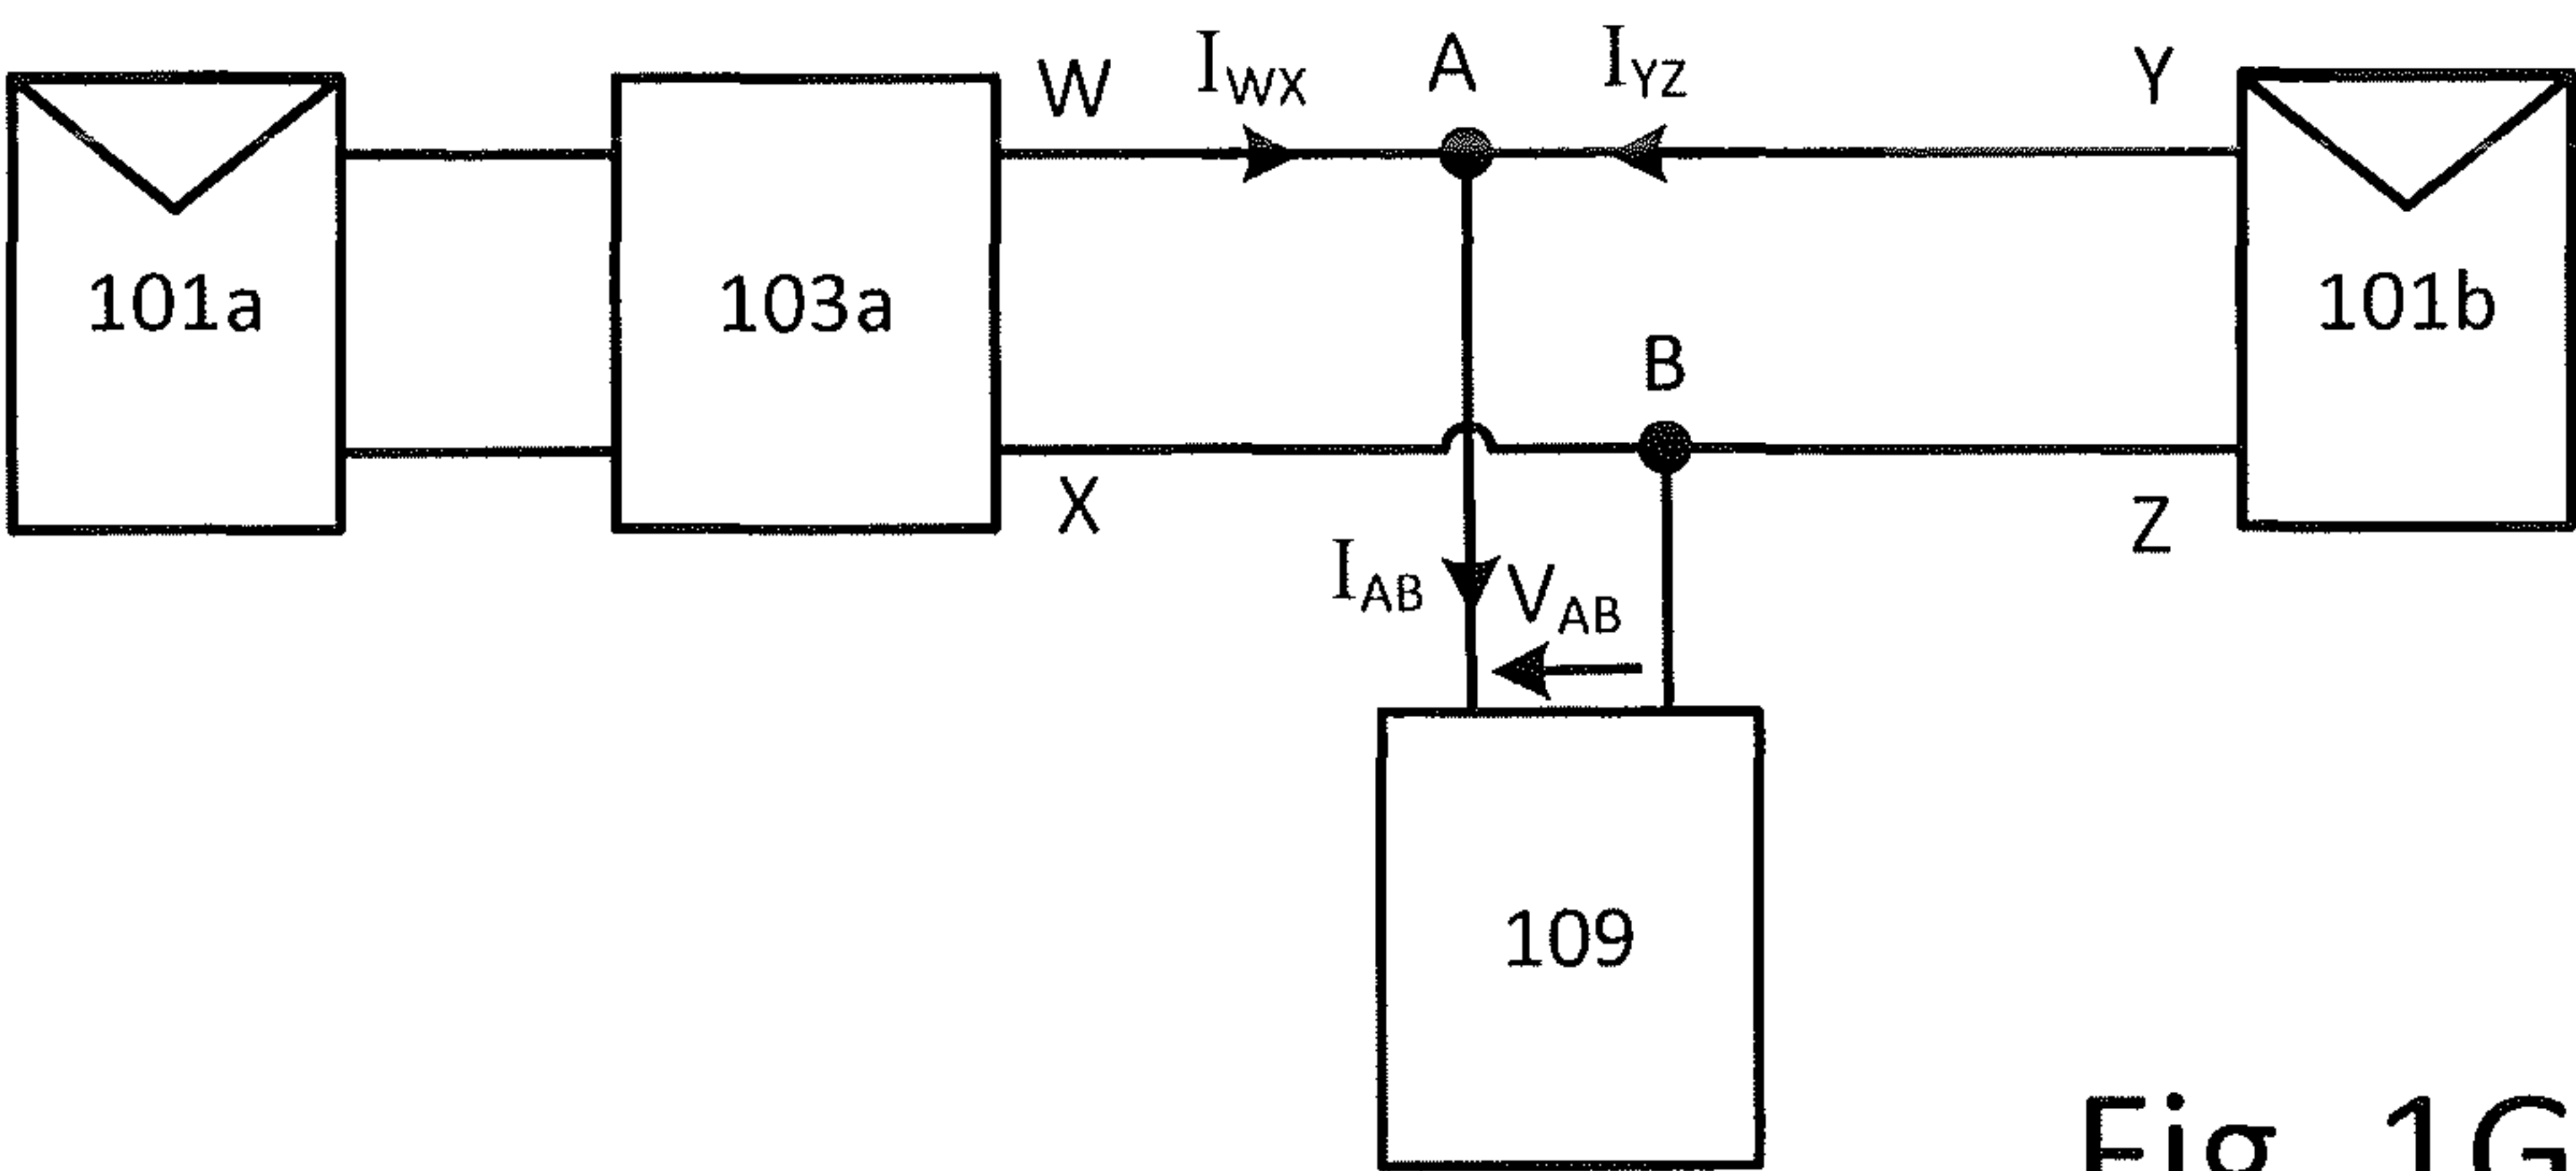 W
I_WX
A
I_YZ
Y
101a
103a
101b
B
X
Z
I_AB
V_AB
109
Fig. 1G